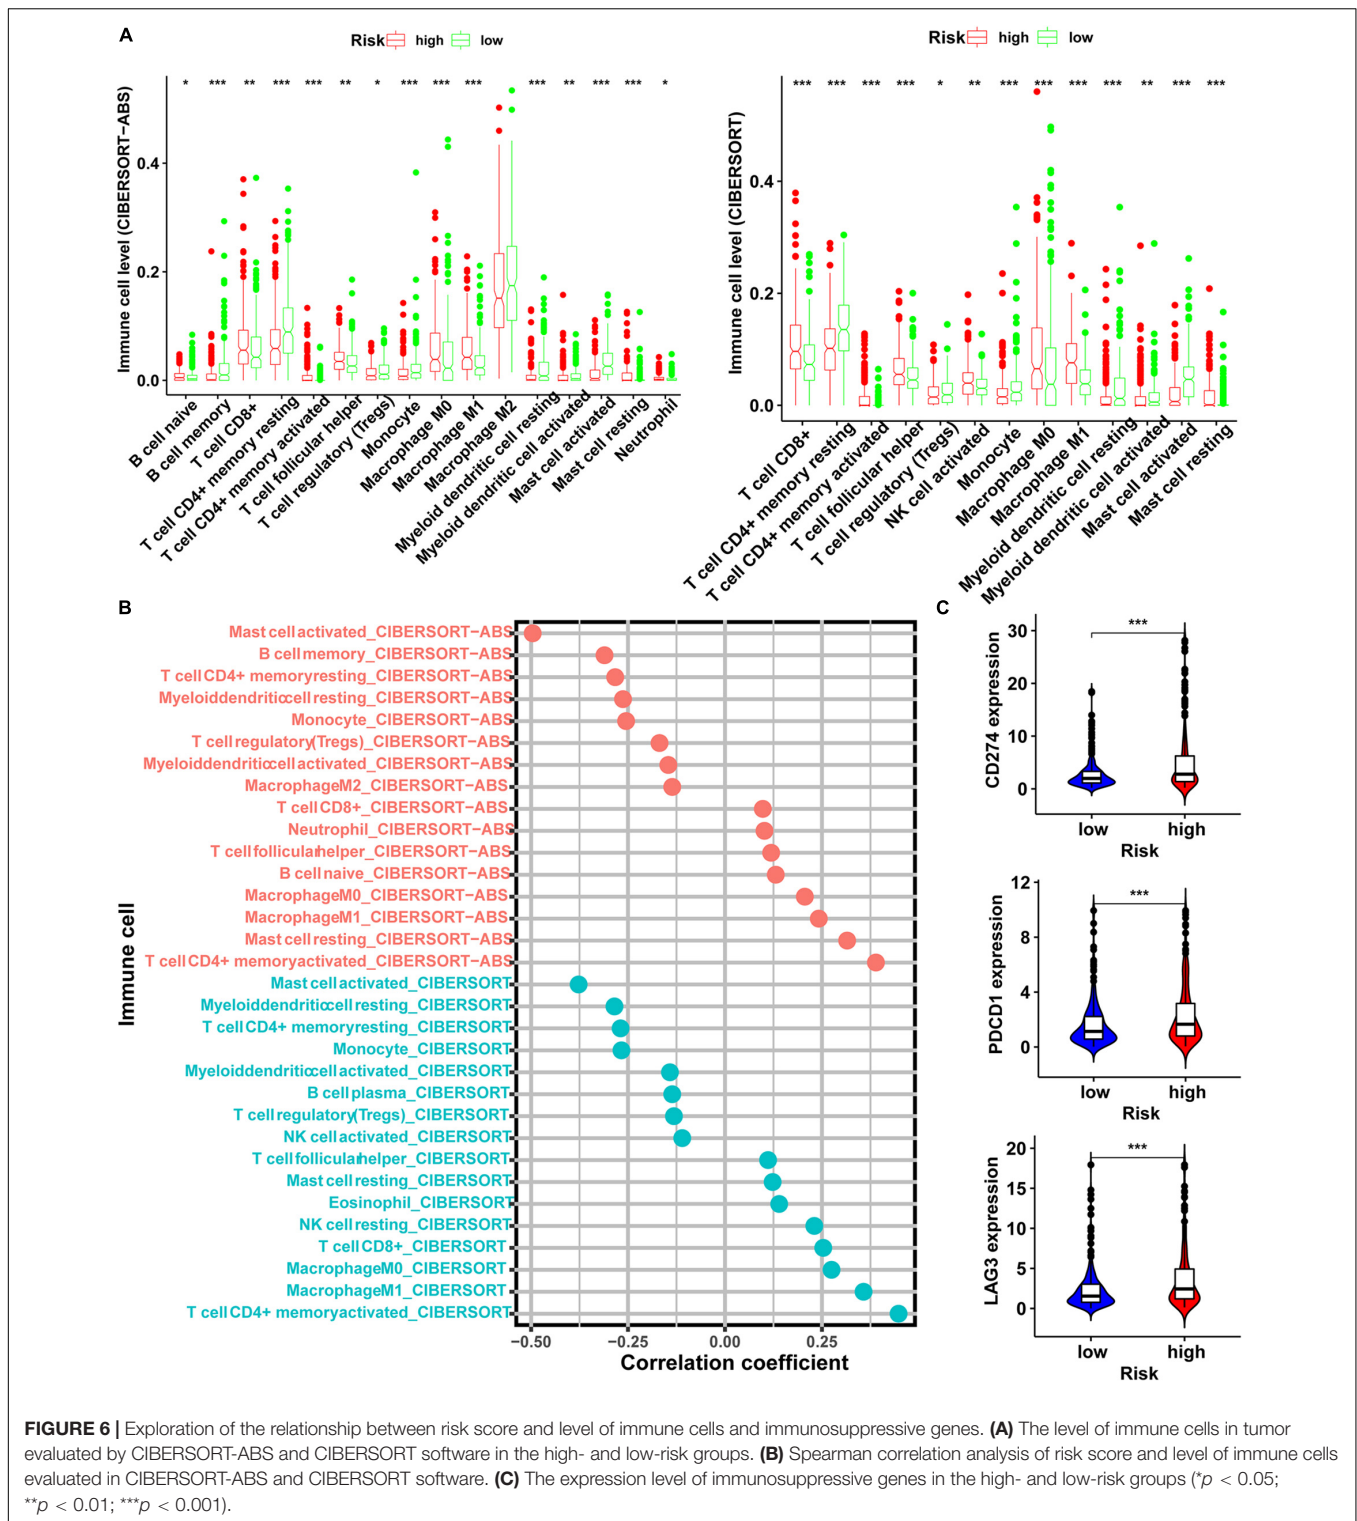 A
Risk high low
Immune cell level (CIBERSORT−ABS)
* *** ** *** *** ** * *** *** *** *** ** *** *** *
0.4
0.2
0.0
B cell naive
B cell memory
T cell CD8+
T cell CD4+ memory resting
T cell CD4+ memory activated
T cell follicular helper
T cell regulatory (Tregs)
Monocyte
Macrophage M0
Macrophage M1
Macrophage M2
Myeloid dendritic cell resting
Myeloid dendritic cell activated
Mast cell activated
Mast cell resting
Neutrophil
Risk high low
Immune cell level (CIBERSORT)
*** *** *** *** * ** *** *** *** *** ** *** ***
0.4
0.2
0.0
T cell CD8+
T cell CD4+ memory resting
T cell CD4+ memory activated
T cell follicular helper
T cell regulatory (Tregs)
NK cell activated
Monocyte
Macrophage M0
Macrophage M1
Myeloid dendritic cell resting
Myeloid dendritic cell activated
Mast cell activated
Mast cell resting
B
Immune cell
Mast cell activated_CIBERSORT−ABS
B cell memory_CIBERSORT−ABS
T cell CD4+ memory resting_CIBERSORT−ABS
Myeloid dendritic cell resting_CIBERSORT−ABS
Monocyte_CIBERSORT−ABS
T cell regulatory (Tregs)_CIBERSORT−ABS
Myeloid dendritic cell activated_CIBERSORT−ABS
Macrophage M2_CIBERSORT−ABS
T cell CD8+_CIBERSORT−ABS
Neutrophil_CIBERSORT−ABS
T cell follicular helper_CIBERSORT−ABS
B cell naive_CIBERSORT−ABS
Macrophage M0_CIBERSORT−ABS
Macrophage M1_CIBERSORT−ABS
Mast cell resting_CIBERSORT−ABS
T cell CD4+ memory activated_CIBERSORT−ABS
Mast cell activated_CIBERSORT
Myeloid dendritic cell resting_CIBERSORT
T cell CD4+ memory resting_CIBERSORT
Monocyte_CIBERSORT
Myeloid dendritic cell activated_CIBERSORT
B cell plasma_CIBERSORT
T cell regulatory (Tregs)_CIBERSORT
NK cell activated_CIBERSORT
T cell follicular helper_CIBERSORT
Mast cell resting_CIBERSORT
Eosinophil_CIBERSORT
NK cell resting_CIBERSORT
T cell CD8+_CIBERSORT
Macrophage M0_CIBERSORT
Macrophage M1_CIBERSORT
T cell CD4+ memory activated_CIBERSORT
−0.50 −0.25 0.00 0.25
Correlation coefficient
C
CD274 expression
***
30
20
10
0
low high
Risk
PDCD1 expression
***
12
8
4
0
low high
Risk
LAG3 expression
***
20
15
10
5
0
low high
Risk
FIGURE 6 | Exploration of the relationship between risk score and level of immune cells and immunosuppressive genes. (A) The level of immune cells in tumor
evaluated by CIBERSORT-ABS and CIBERSORT software in the high- and low-risk groups. (B) Spearman correlation analysis of risk score and level of immune cells
evaluated in CIBERSORT-ABS and CIBERSORT software. (C) The expression level of immunosuppressive genes in the high- and low-risk groups (*p < 0.05;
**p < 0.01; ***p < 0.001).